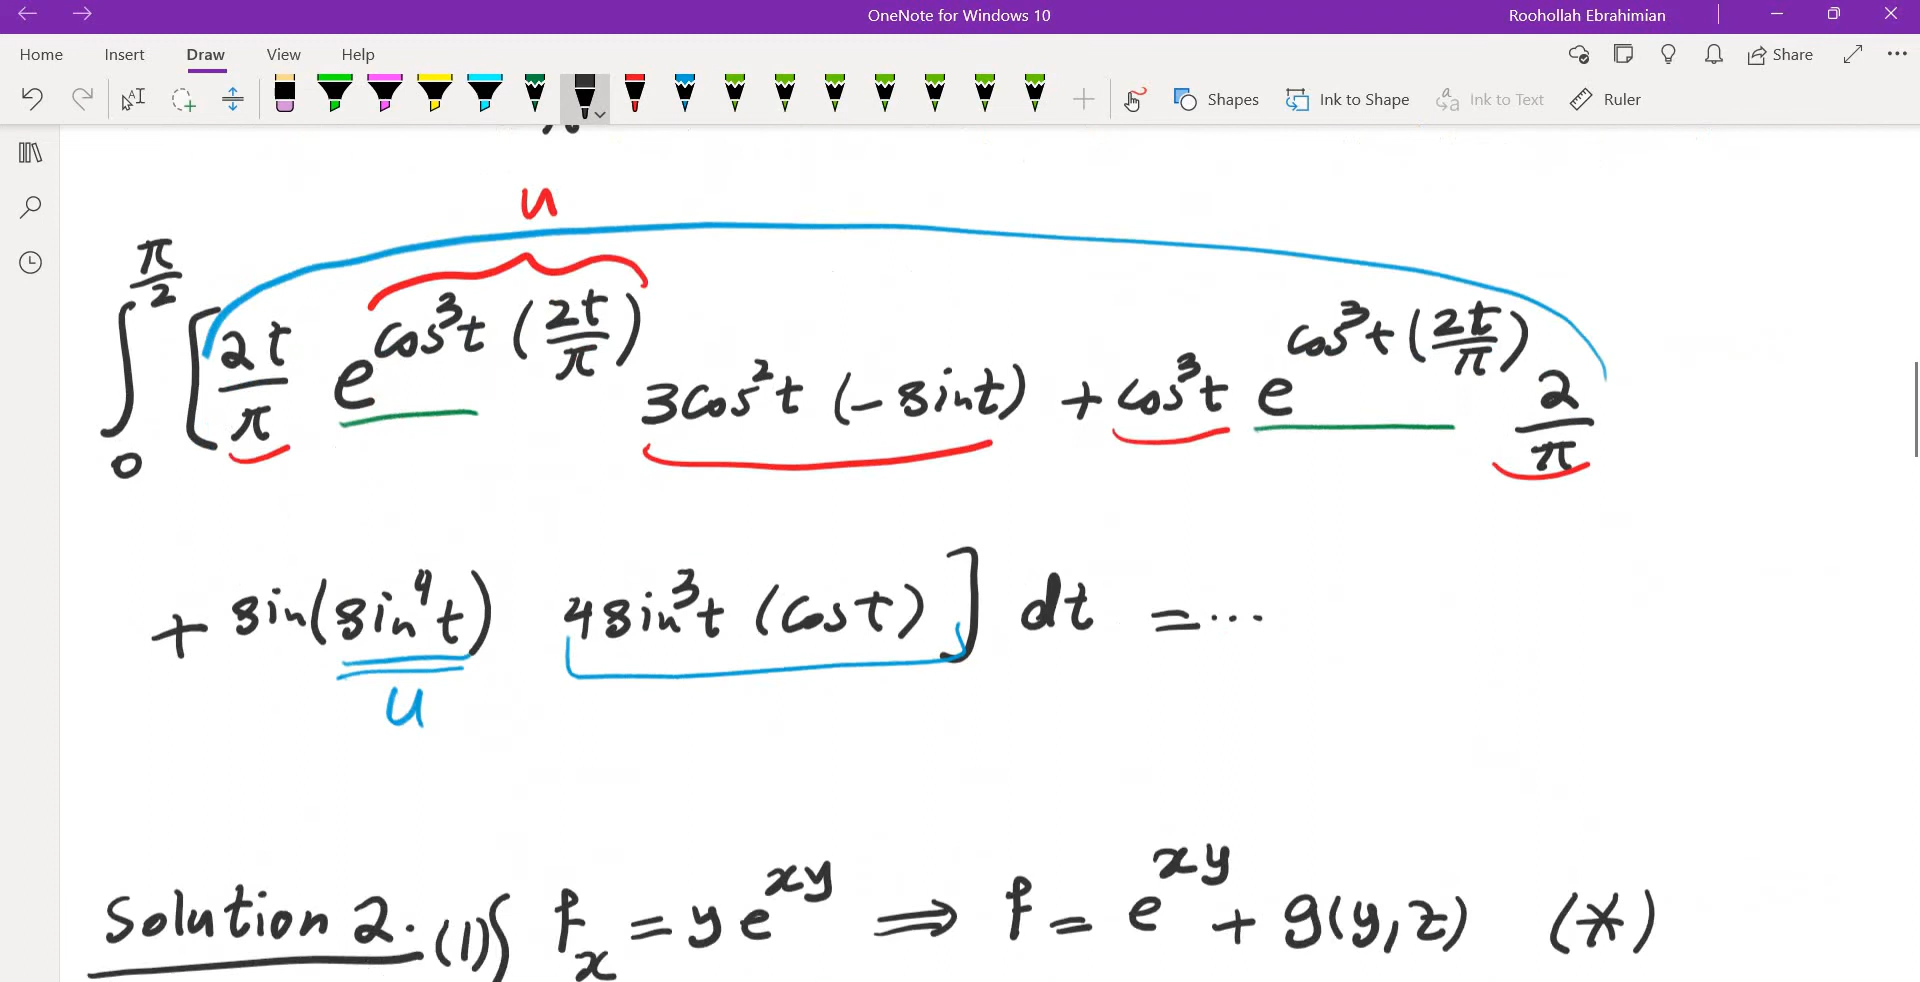 OneNote for Windows 10
Roohollah Ebrahimian
Home Insert Draw View Help
Share
Shapes Ink to Shape Ink to Text Ruler
u
∫₀^(π/2) [ 2t/π e^(cos³t (2t/π)) 3cos²t (-sint) + cos³t e^(cos³t (2t/π)) 2/π
+ sin(sin⁴t) 4sin³t (cost) ] dt = ...
u
Solution 2. (1){ f_x = ye^(xy) ⟹ f = e^(xy) + g(y,z) (*)